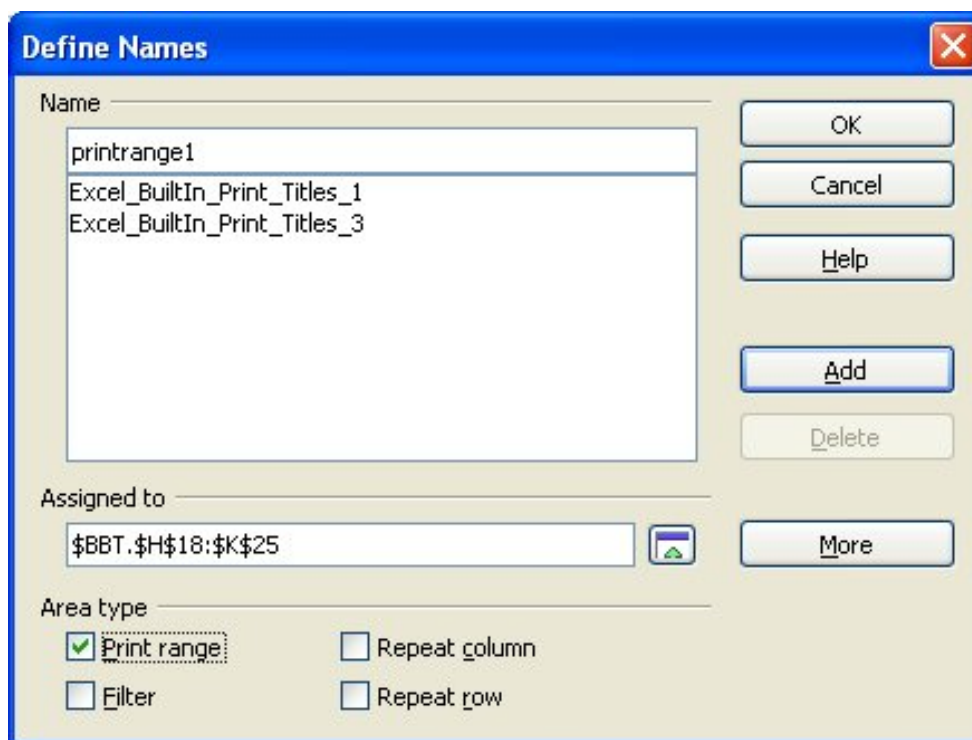 Define Names
Name
printrange1
Excel_BuiltIn_Print_Titles_1
Excel_BuiltIn_Print_Titles_3
OK
Cancel
Help
Add
Delete
Assigned to
$BBT.$H$18:$K$25
More
Area type
Print range
Repeat column
Filter
Repeat row